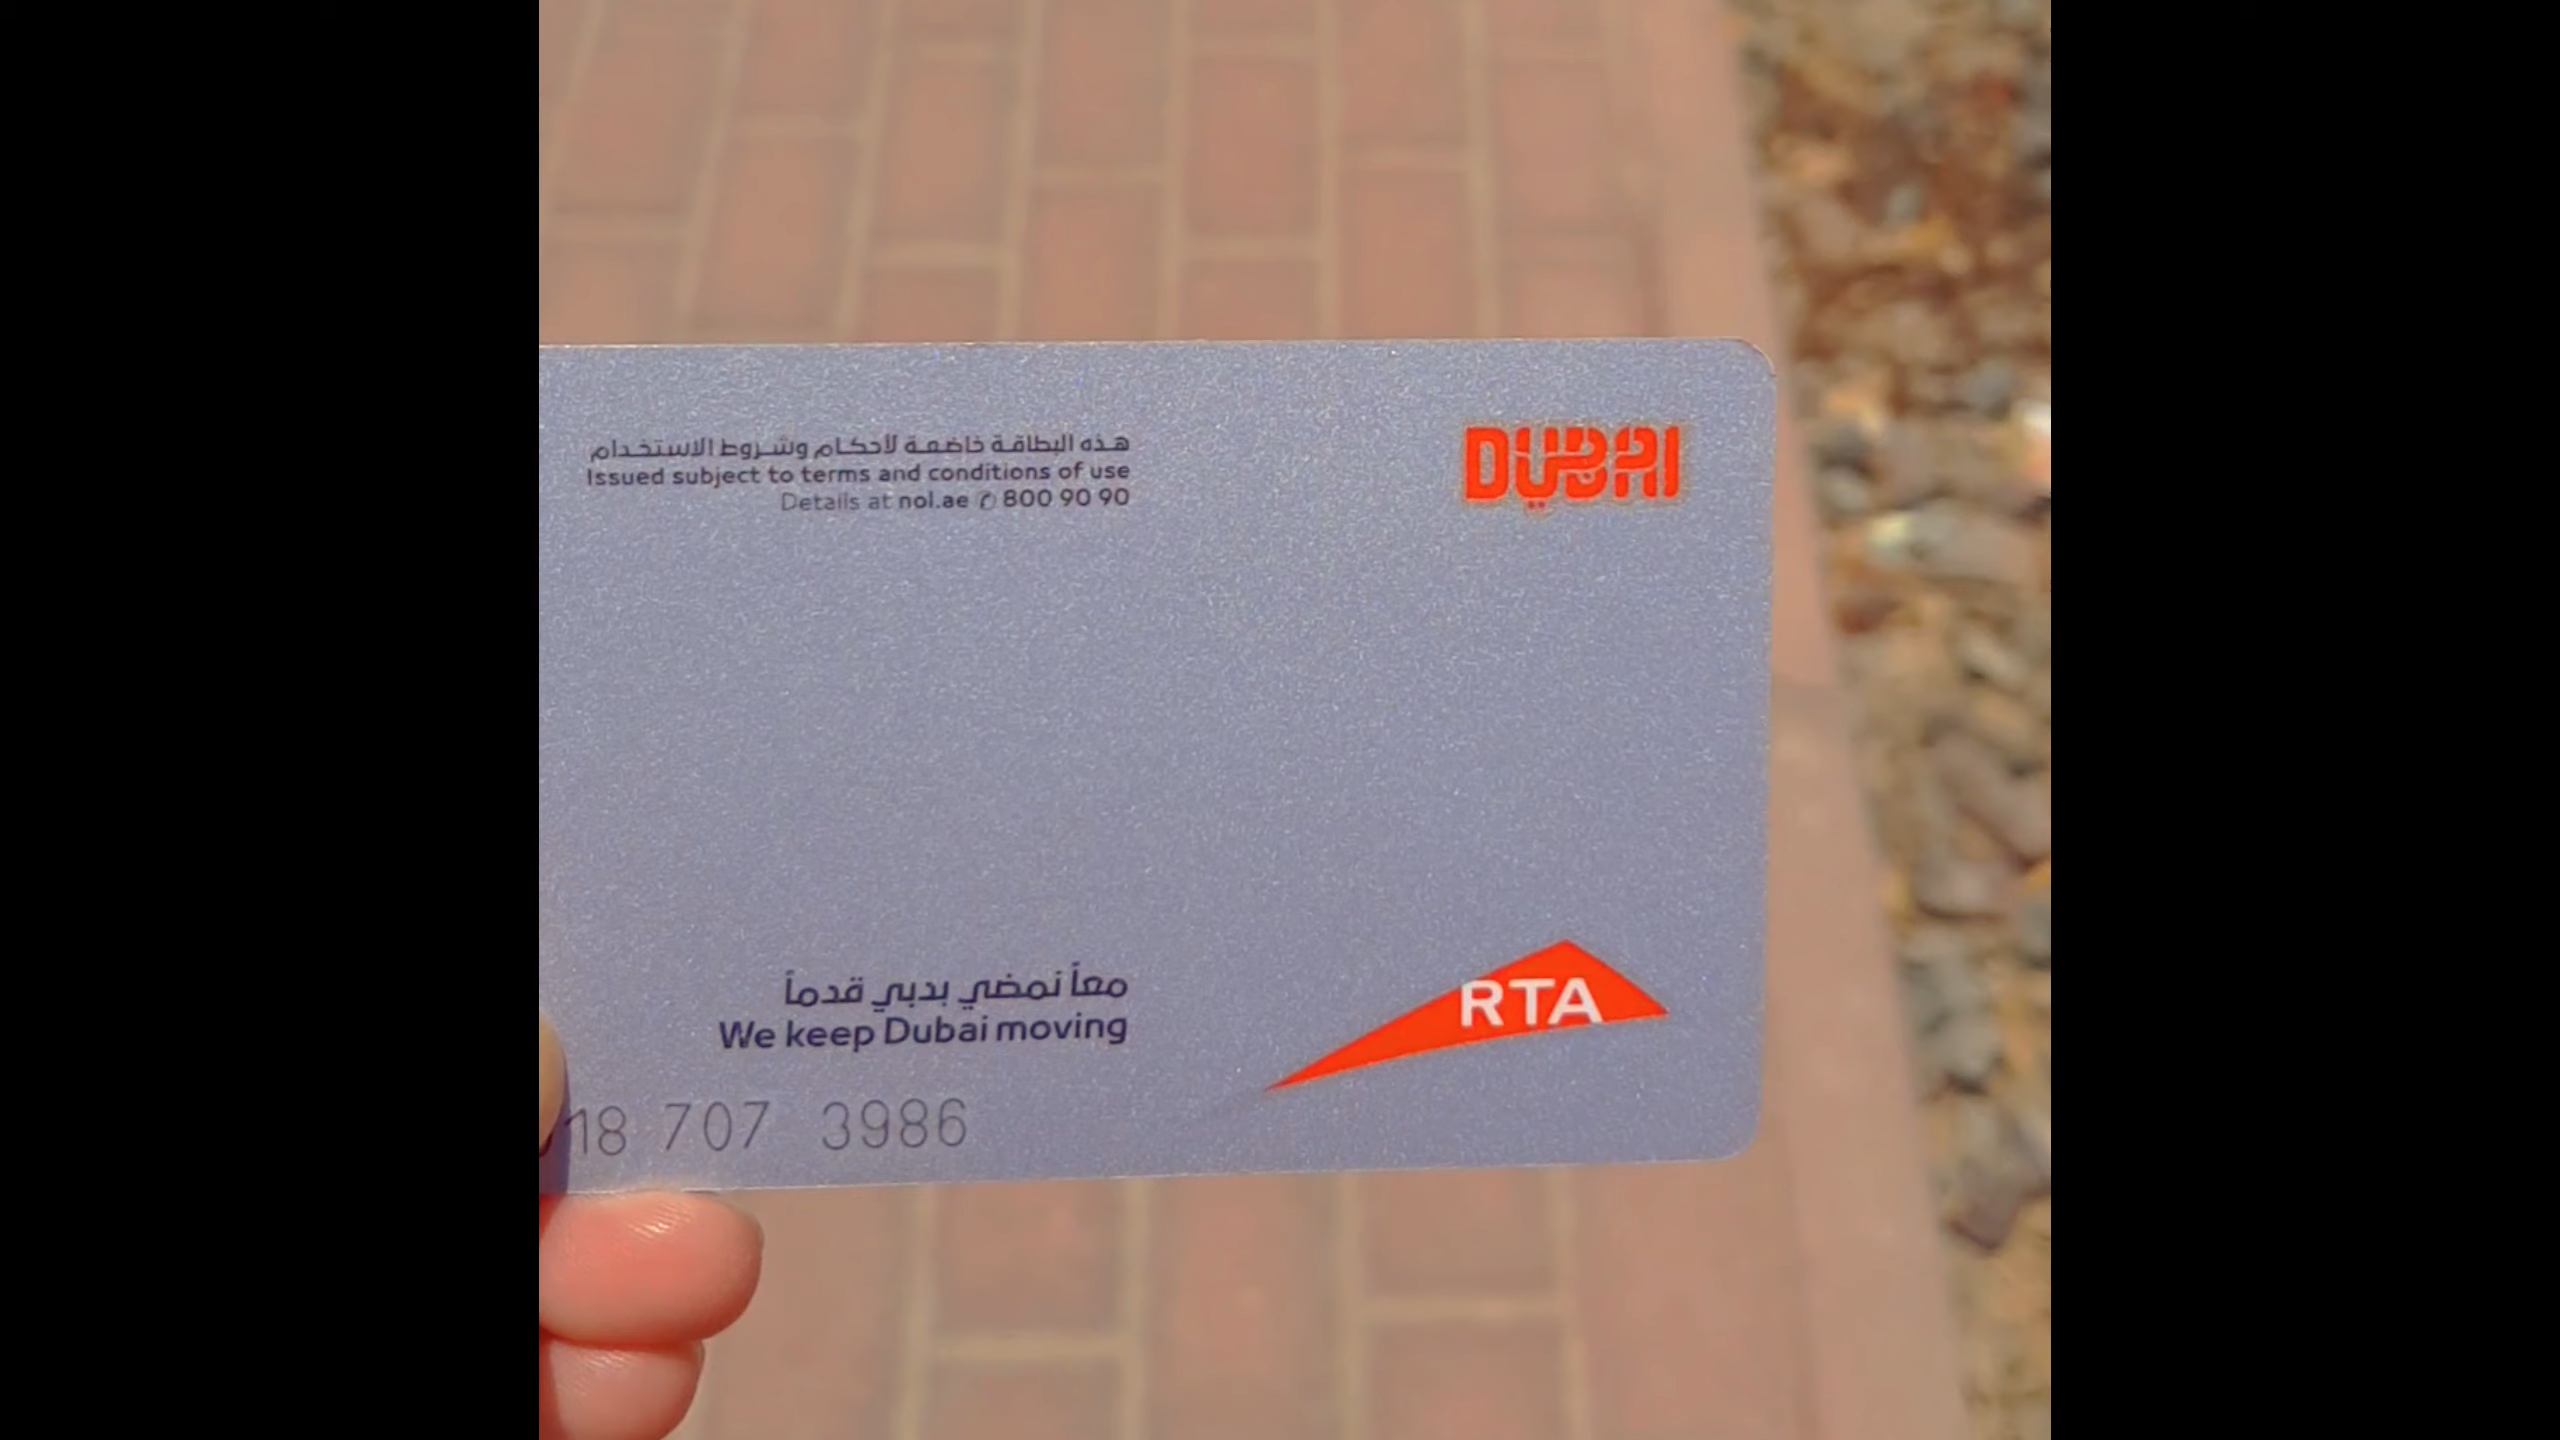 هذه البطاقة خاضعة لأحكام وشروط الاستخدام
Issued subject to terms and conditions of use
Details at nol.ae ✆ 800 90 90
DUBAI
معاً نمضي بدبي قدماً
We keep Dubai moving
RTA
18 707 3986